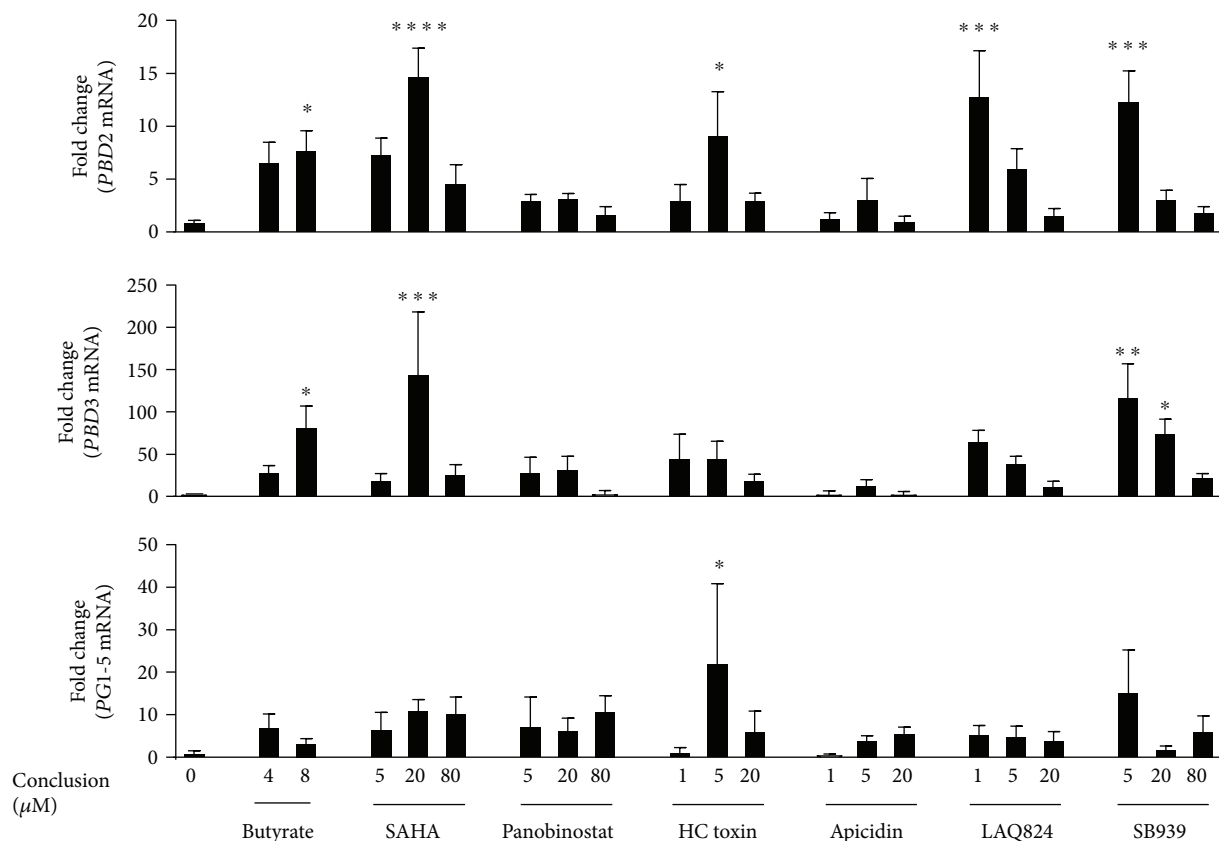 20
15
10
5
0
Fold change
(PBD2 mRNA)
*
****
*
***
***
250
200
150
100
50
0
Fold change
(PBD3 mRNA)
*
***
**
*
50
40
30
20
10
0
Fold change
(PG1-5 mRNA)
*
Conclusion
(μM)
0 4 8 5 20 80 5 20 80 1 5 20 1 5 20 1 5 20 5 20 80
Butyrate SAHA Panobinostat HC toxin Apicidin LAQ824 SB939